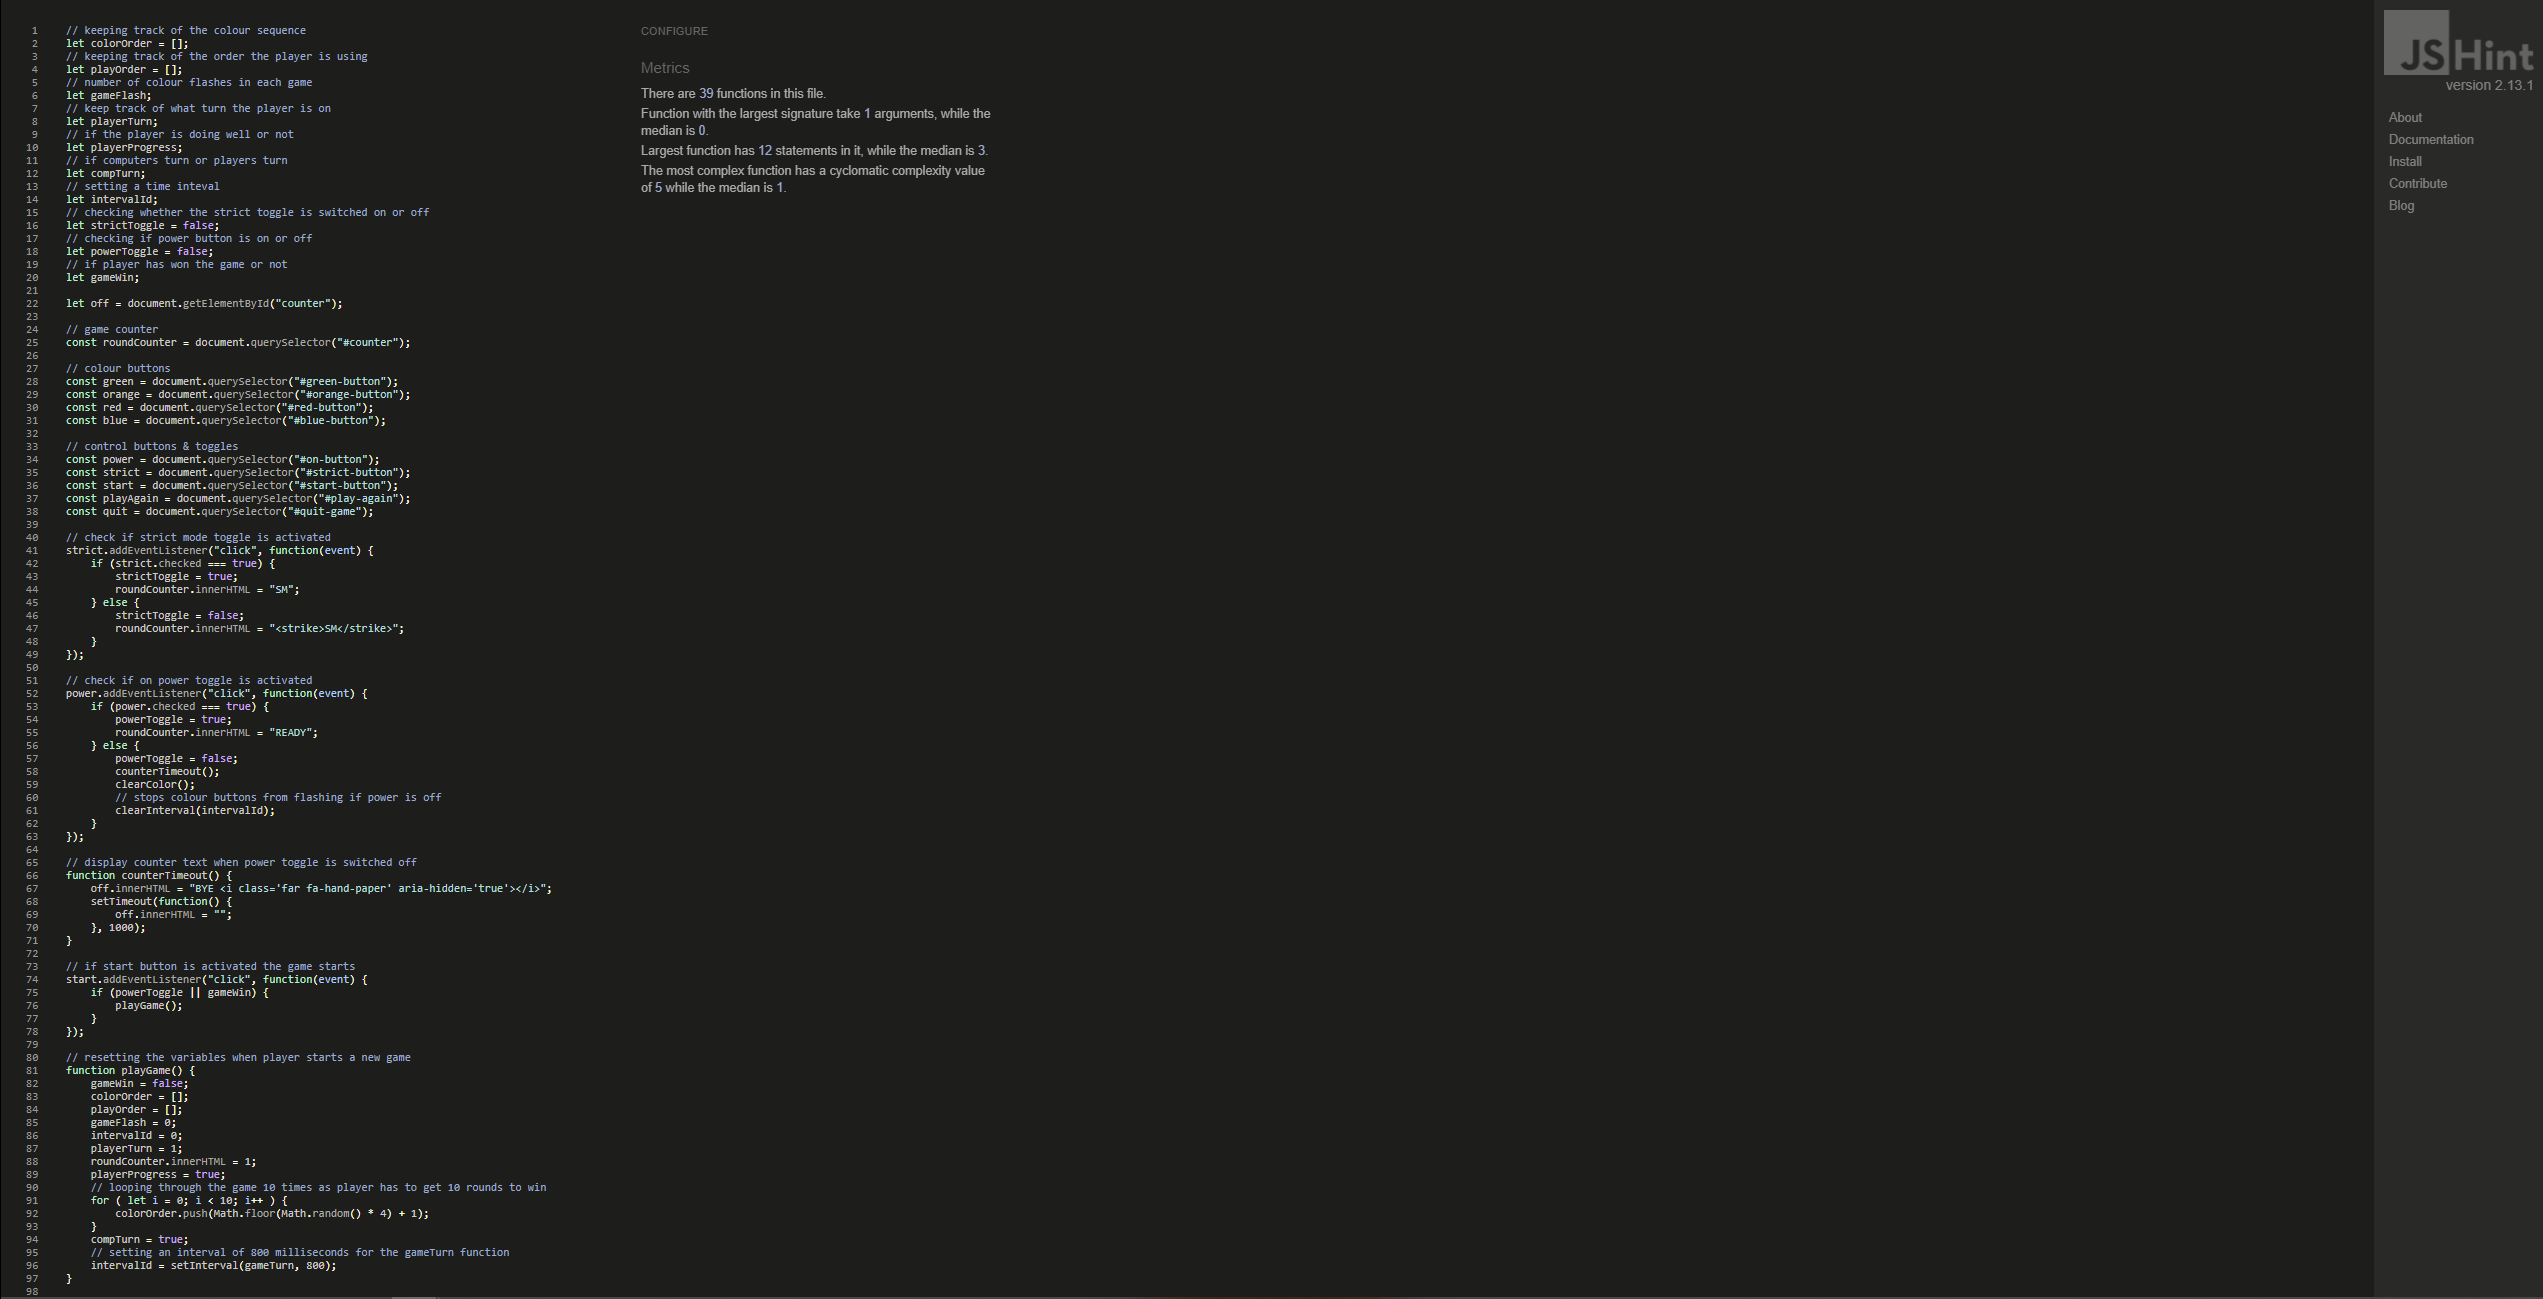 1 // keeping track of the colour sequence
2 let colorOrder = [];
3 // keeping track of the order the player is using
4 let playOrder = [];
5 // number of colour flashes in each game
6 let gameFlash;
7 // keep track of what turn the player is on
8 let playerTurn;
9 // if the player is doing well or not
10 let playerProgress;
11 // if computers turn or players turn
12 let compTurn;
13 // setting a time inteval
14 let intervalId;
15 // checking whether the strict toggle is switched on or off
16 let strictToggle = false;
17 // checking if power button is on or off
18 let powerToggle = false;
19 // if player has won the game or not
20 let gameWin;
21
22 let off = document.getElementById("counter");
23
24 // game counter
25 const roundCounter = document.querySelector("#counter");
26
27 // colour buttons
28 const green = document.querySelector("#green-button");
29 const orange = document.querySelector("#orange-button");
30 const red = document.querySelector("#red-button");
31 const blue = document.querySelector("#blue-button");
32
33 // control buttons & toggles
34 const power = document.querySelector("#on-button");
35 const strict = document.querySelector("#strict-button");
36 const start = document.querySelector("#start-button");
37 const playAgain = document.querySelector("#play-again");
38 const quit = document.querySelector("#quit-game");
39
40 // check if strict mode toggle is activated
41 strict.addEventListener("click", function(event) {
42     if (strict.checked === true) {
43         strictToggle = true;
44         roundCounter.innerHTML = "SM";
45     } else {
46         strictToggle = false;
47         roundCounter.innerHTML = "<strike>SM</strike>";
48     }
49 });
50
51 // check if on power toggle is activated
52 power.addEventListener("click", function(event) {
53     if (power.checked === true) {
54         powerToggle = true;
55         roundCounter.innerHTML = "READY";
56     } else {
57         powerToggle = false;
58         counterTimeout();
59         clearColor();
60         // stops colour buttons from flashing if power is off
61         clearInterval(intervalId);
62     }
63 });
64
65 // display counter text when power toggle is switched off
66 function counterTimeout() {
67     off.innerHTML = "BYE <i class='far fa-hand-paper' aria-hidden='true'></i>";
68     setTimeout(function() {
69         off.innerHTML = "";
70     }, 1000);
71 }
72
73 // if start button is activated the game starts
74 start.addEventListener("click", function(event) {
75     if (powerToggle || gameWin) {
76         playGame();
77     }
78 });
79
80 // resetting the variables when player starts a new game
81 function playGame() {
82     gameWin = false;
83     colorOrder = [];
84     playOrder = [];
85     gameFlash = 0;
86     intervalId = 0;
87     playerTurn = 1;
88     roundCounter.innerHTML = 1;
89     playerProgress = true;
90     // looping through the game 10 times as player has to get 10 rounds to win
91     for ( let i = 0; i < 10; i++ ) {
92         colorOrder.push(Math.floor(Math.random() * 4) + 1);
93     }
94     compTurn = true;
95     // setting an interval of 800 milliseconds for the gameTurn function
96     intervalId = setInterval(gameTurn, 800);
97 }
98
CONFIGURE
Metrics
There are 39 functions in this file.
Function with the largest signature take 1 arguments, while the
median is 0.
Largest function has 12 statements in it, while the median is 3.
The most complex function has a cyclomatic complexity value
of 5 while the median is 1.
JSHint
version 2.13.1
About
Documentation
Install
Contribute
Blog